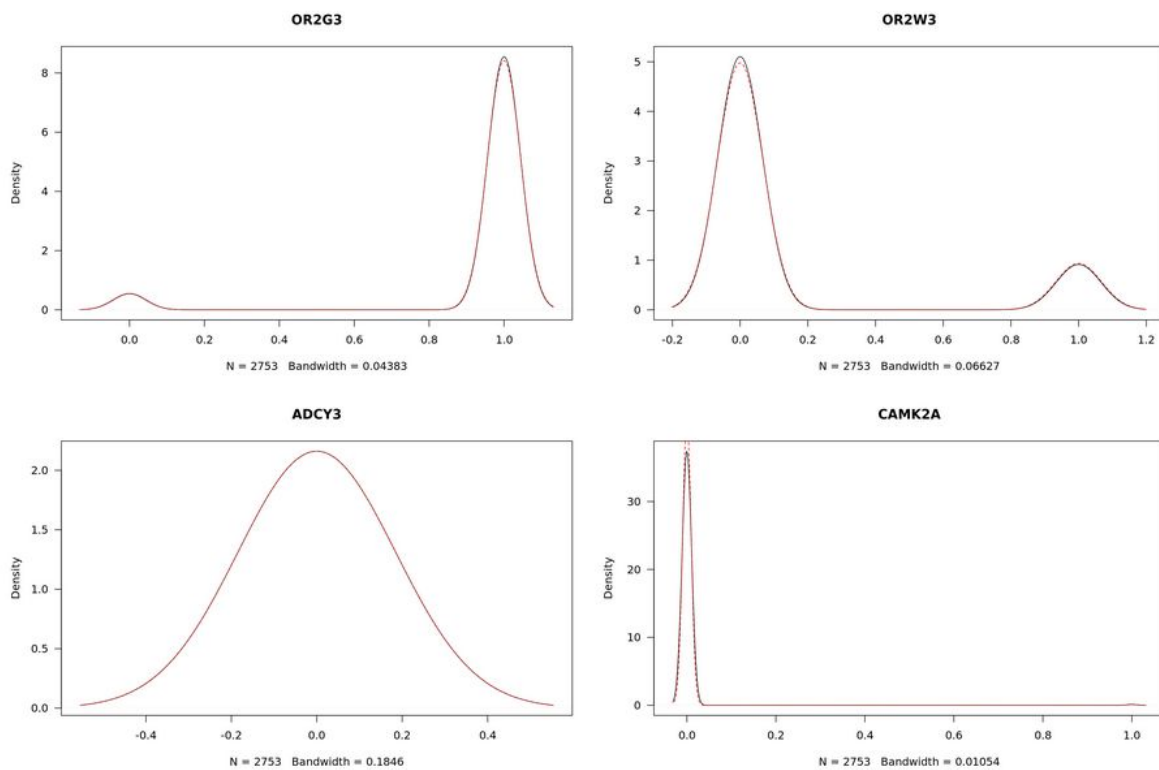 OR2G3
Density
8
6
4
2
0
0.0 0.2 0.4 0.6 0.8 1.0
N = 2753 Bandwidth = 0.04383
OR2W3
Density
5
4
3
2
1
0
-0.2 0.0 0.2 0.4 0.6 0.8 1.0 1.2
N = 2753 Bandwidth = 0.06627
ADCY3
Density
2.0
1.5
1.0
0.5
0.0
-0.4 -0.2 0.0 0.2 0.4
N = 2753 Bandwidth = 0.1846
CAMK2A
Density
30
20
10
0
0.0 0.2 0.4 0.6 0.8 1.0
N = 2753 Bandwidth = 0.01054